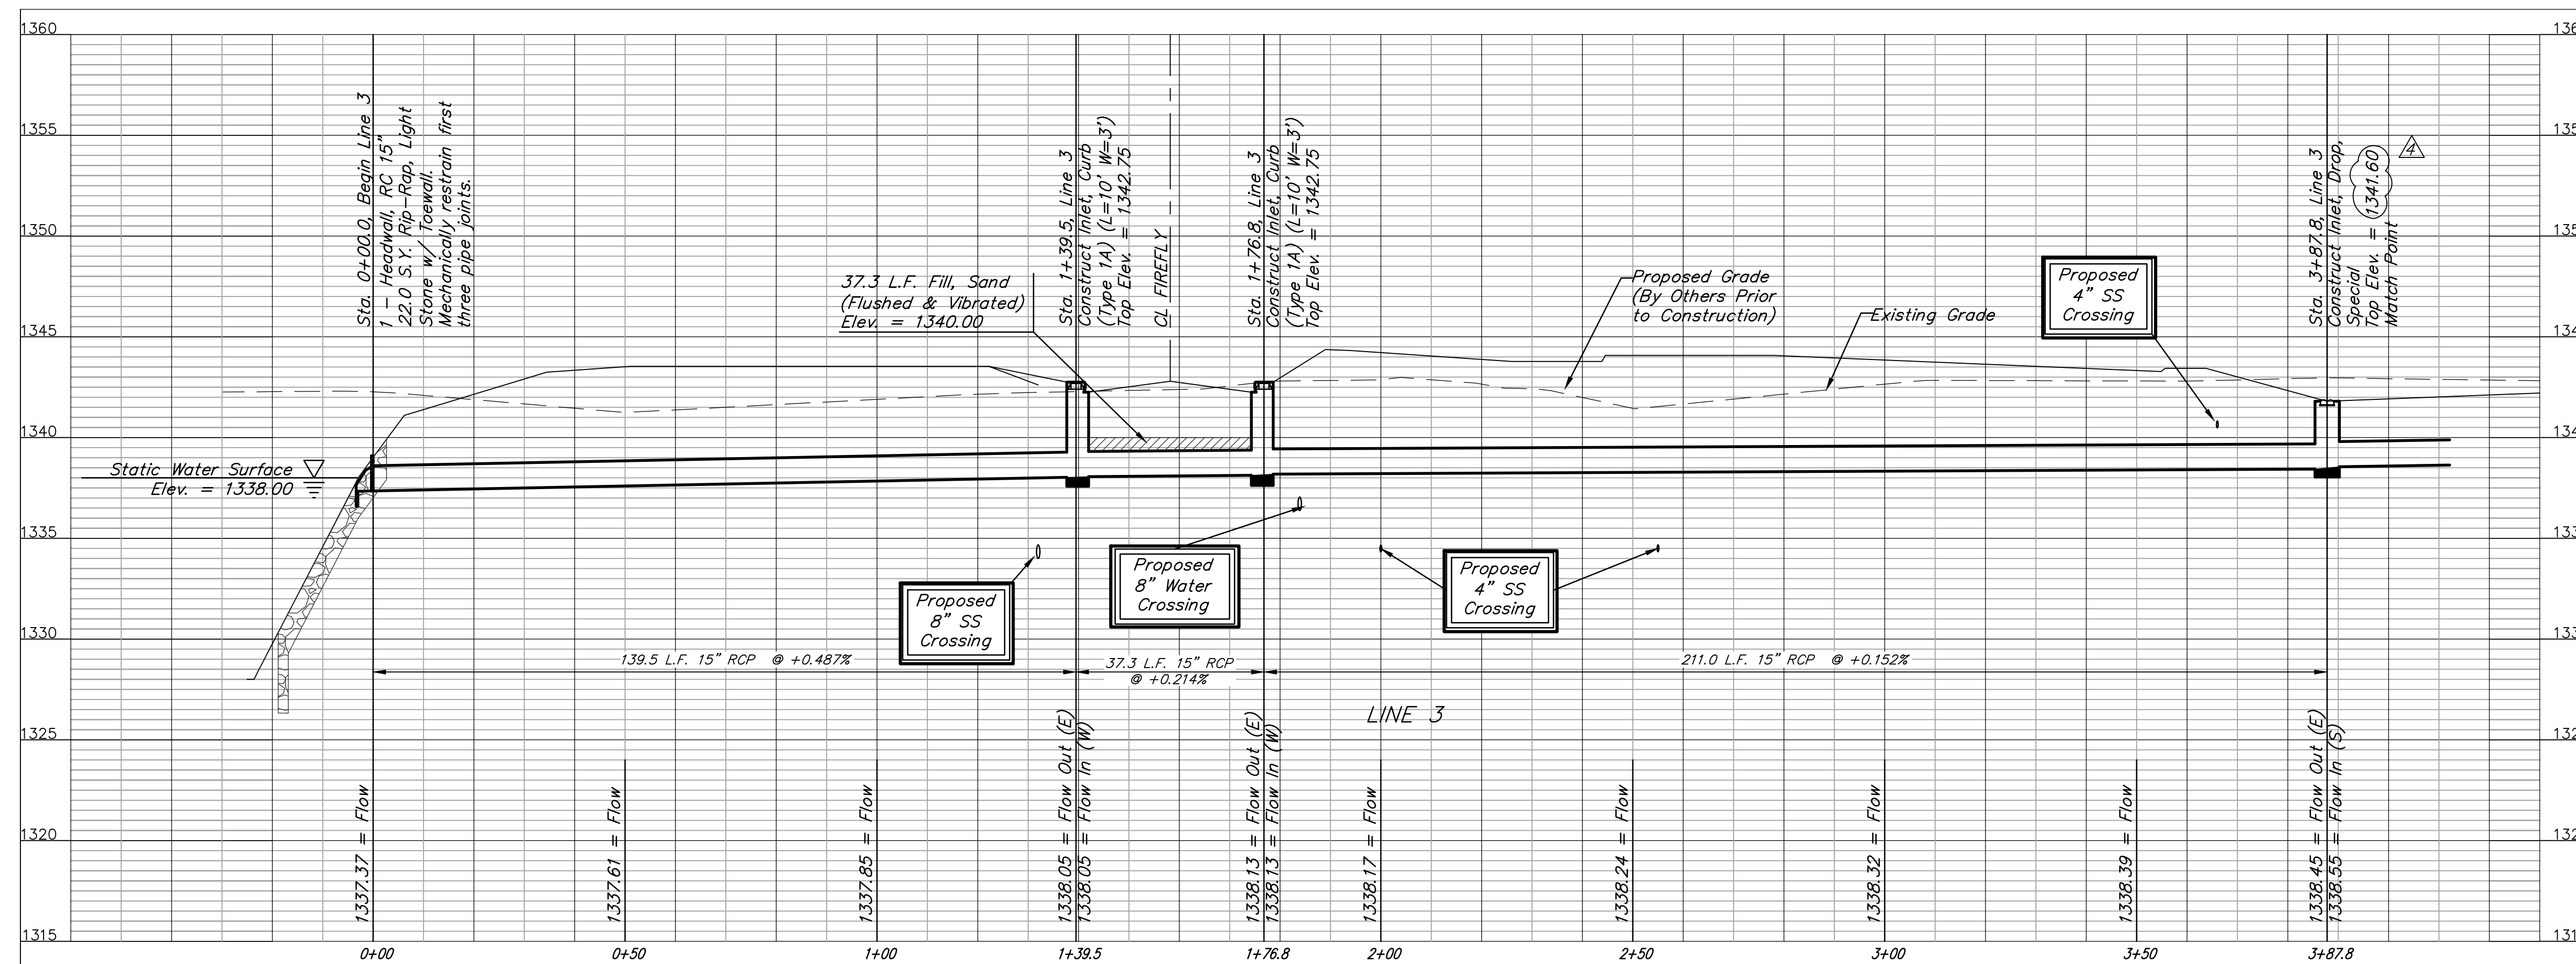 1360
1355
1350
1345
1340
1335
1330
1325
1320
1315
Sta. 0+00.0, Begin Line 3
1 - Headwall, RC 15"
22.0 S.Y. Rip-Rap, Light
Stone w/ Toewall.
Mechanically restrain first
three pipe joints.
37.3 L.F. Fill, Sand
(Flushed & Vibrated)
Elev. = 1340.00
Sta. 1+39.5, Line 3
Construct Inlet, Curb
(Type 1A) (L=10' W=3')
Top Elev. = 1342.75
CL FIREFLY
Sta. 1+76.8, Line 3
Construct Inlet, Curb
(Type 1A) (L=10' W=3')
Top Elev. = 1342.75
Proposed Grade
(By Others Prior
to Construction)
Existing Grade
Proposed
4" SS
Crossing
Sta. 3+87.8, Line 3
Construct Inlet, Drop,
Special
Top Elev. = 1341.60
Match Point
4
Static Water Surface
Elev. = 1338.00
Proposed
8" SS
Crossing
Proposed
8" Water
Crossing
Proposed
4" SS
Crossing
139.5 L.F. 15" RCP @ +0.487%
37.3 L.F. 15" RCP
@ +0.214%
211.0 L.F. 15" RCP @ +0.152%
LINE 3
1337.37 = Flow
1337.61 = Flow
1337.85 = Flow
1338.05 = Flow Out (E)
1338.05 = Flow In (W)
1338.13 = Flow Out (E)
1338.13 = Flow In (W)
1338.17 = Flow
1338.24 = Flow
1338.32 = Flow
1338.39 = Flow
1338.45 = Flow Out (E)
1338.55 = Flow In (S)
0+00
0+50
1+00
1+39.5
1+76.8
2+00
2+50
3+00
3+50
3+87.8